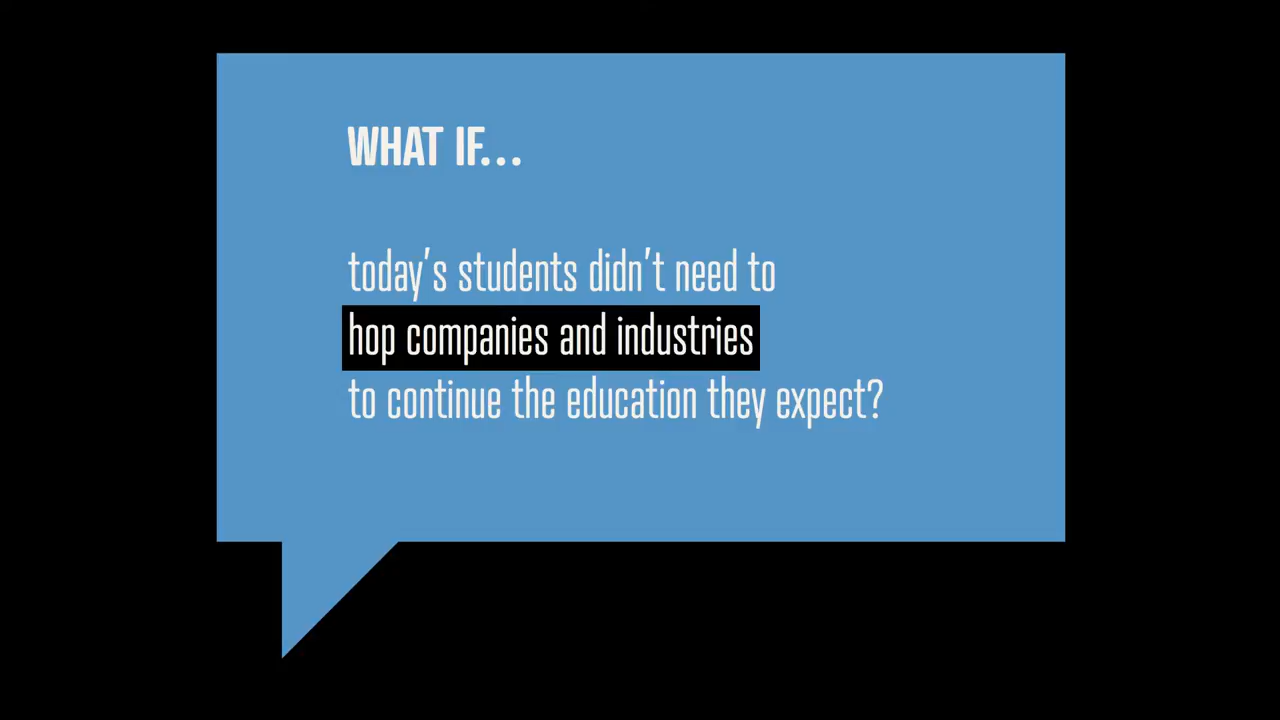 WHAT IF...
today's students didn't need to
hop companies and industries
to continue the education they expect?